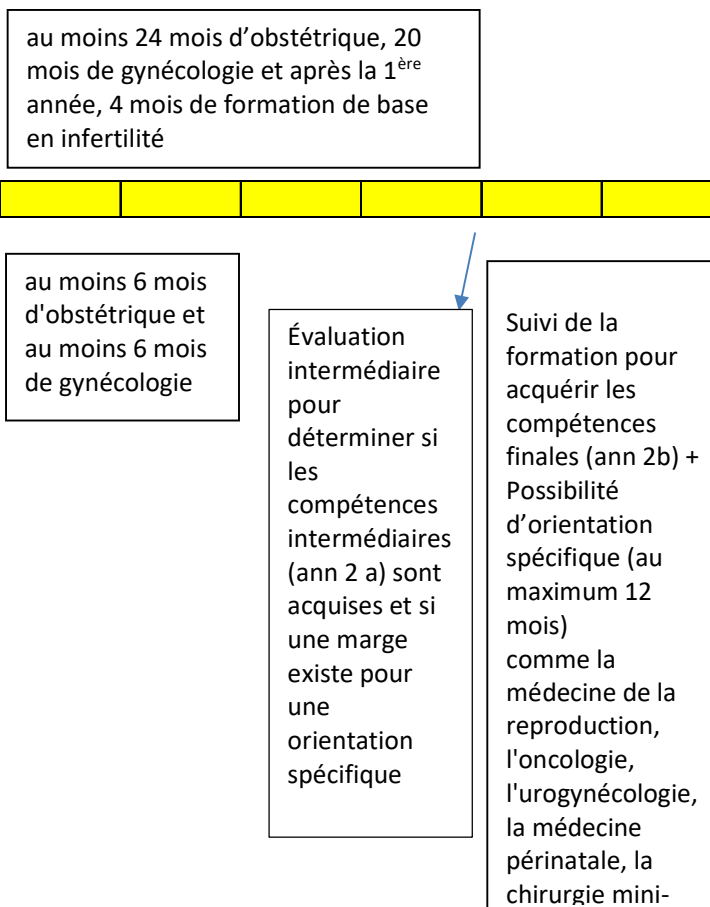 au moins 24 mois d’obstétrique, 20
mois de gynécologie et après la 1ère
année, 4 mois de formation de base
en infertilité
au moins 6 mois
d'obstétrique et
au moins 6 mois
de gynécologie
Évaluation
intermédiaire
pour
déterminer si
les
compétences
intermédiaires
(ann 2 a) sont
acquises et si
une marge
existe pour
une
orientation
spécifique
Suivi de la
formation pour
acquérir les
compétences
finales (ann 2b) +
Possibilité
d’orientation
spécifique (au
maximum 12
mois)
comme la
médecine de la
reproduction,
l'oncologie,
l'urogynécologie,
la médecine
périnatale, la
chirurgie mini-